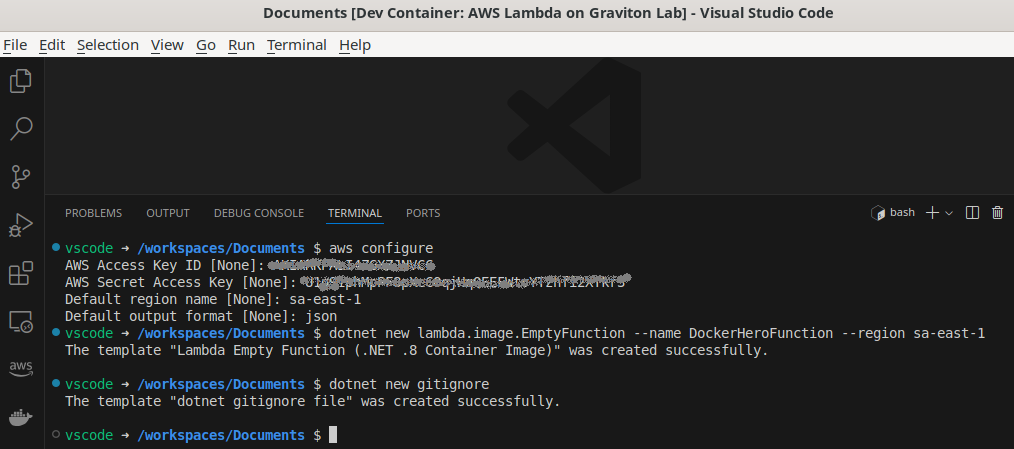 Documents [Dev Container: AWS Lambda on Graviton Lab] - Visual Studio Code
File Edit Selection View Go Run Terminal Help
PROBLEMS OUTPUT DEBUG CONSOLE TERMINAL PORTS bash
vscode → /workspaces/Documents $ aws configure
AWS Access Key ID [None]:
AWS Secret Access Key [None]:
Default region name [None]: sa-east-1
Default output format [None]: json
vscode → /workspaces/Documents $ dotnet new lambda.image.EmptyFunction --name DockerHeroFunction --region sa-east-1
The template "Lambda Empty Function (.NET .8 Container Image)" was created successfully.
vscode → /workspaces/Documents $ dotnet new gitignore
The template "dotnet gitignore file" was created successfully.
vscode → /workspaces/Documents $
aws